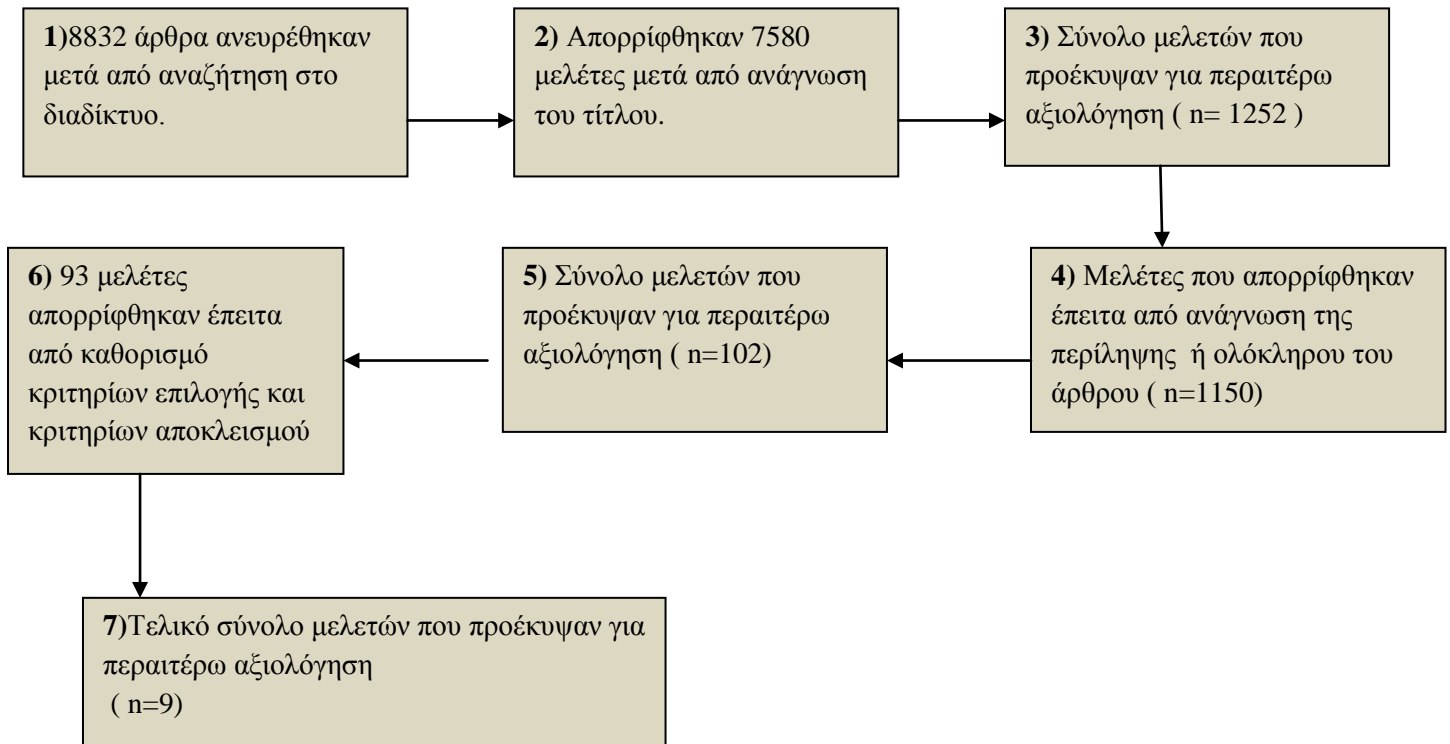 1)8832 άρθρα ανευρέθηκαν
μετά από αναζήτηση στο
διαδίκτυο.
2) Απορρίφθηκαν 7580
μελέτες μετά από ανάγνωση
του τίτλου.
3) Σύνολο μελετών που
προέκυψαν για περαιτέρω
αξιολόγηση ( n= 1252 )
4) Μελέτες που απορρίφθηκαν
έπειτα από ανάγνωση της
περίληψης ή ολόκληρου του
άρθρου ( n=1150)
5) Σύνολο μελετών που
προέκυψαν για περαιτέρω
αξιολόγηση ( n=102)
6) 93 μελέτες
απορρίφθηκαν έπειτα
από καθορισμό
κριτηρίων επιλογής και
κριτηρίων αποκλεισμού
7)Τελικό σύνολο μελετών που προέκυψαν για
περαιτέρω αξιολόγηση
( n=9)